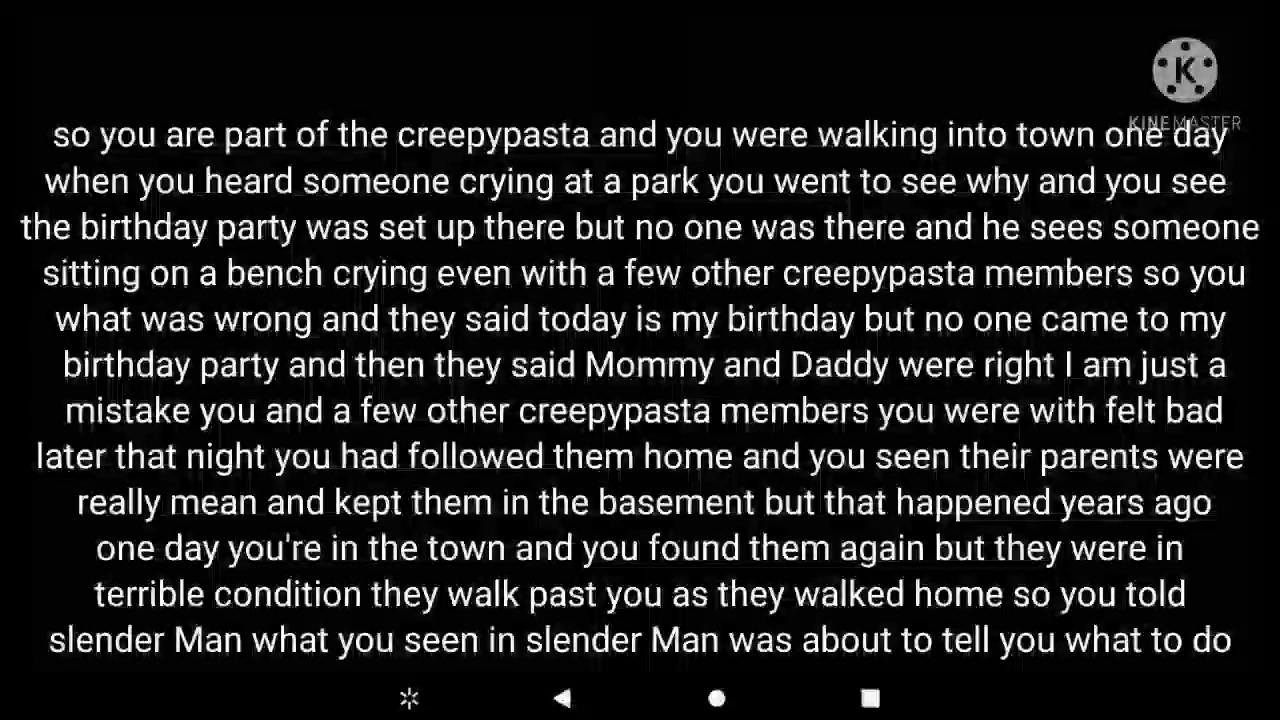 K
KINEMASTER
so you are part of the creepypasta and you were walking into town one day
when you heard someone crying at a park you went to see why and you see
the birthday party was set up there but no one was there and he sees someone
sitting on a bench crying even with a few other creepypasta members so you
what was wrong and they said today is my birthday but no one came to my
birthday party and then they said Mommy and Daddy were right I am just a
mistake you and a few other creepypasta members you were with felt bad
later that night you had followed them home and you seen their parents were
really mean and kept them in the basement but that happened years ago
one day you're in the town and you found them again but they were in
terrible condition they walk past you as they walked home so you told
slender Man what you seen in slender Man was about to tell you what to do